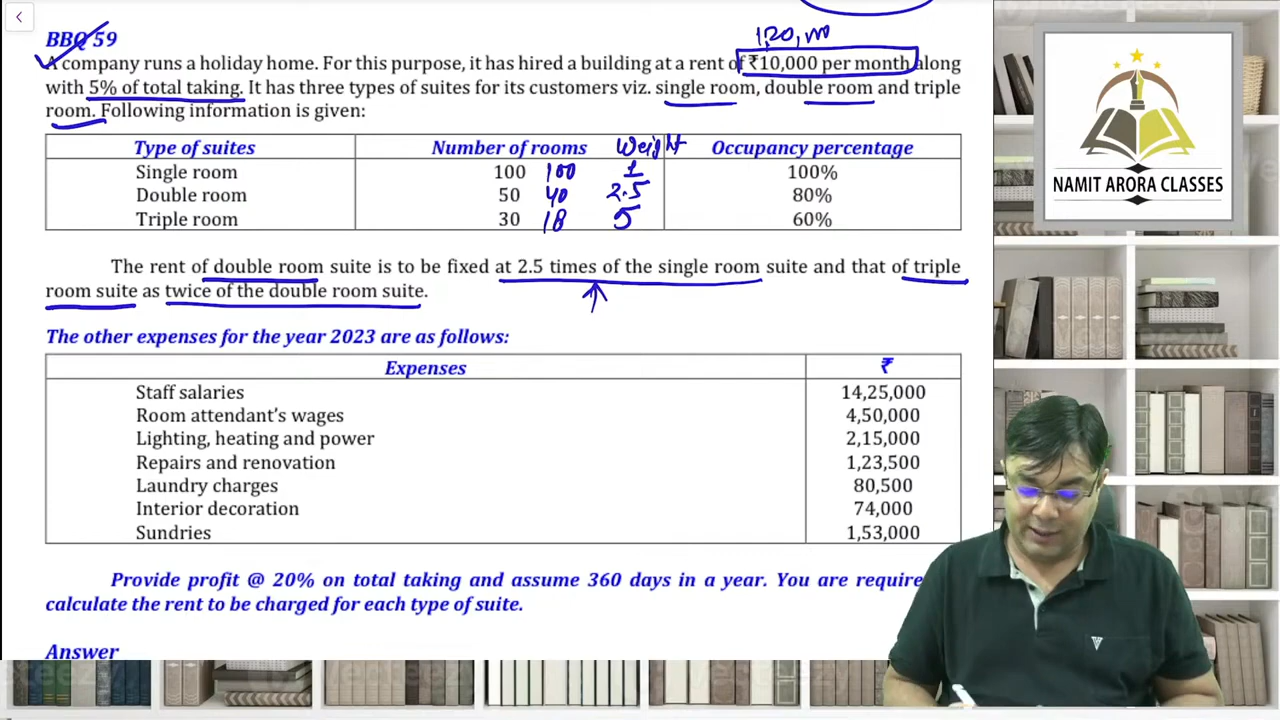 BBQ 59
1,20,000
A company runs a holiday home. For this purpose, it has hired a building at a rent of ₹10,000 per month along
with 5% of total taking. It has three types of suites for its customers viz. single room, double room and triple
room. Following information is given:
Type of suites Number of rooms Weight Occupancy percentage
Single room 100 100 1 100%
Double room 50 40 2.5 80%
Triple room 30 18 5 60%
NAMIT ARORA CLASSES
The rent of double room suite is to be fixed at 2.5 times of the single room suite and that of triple
room suite as twice of the double room suite.
The other expenses for the year 2023 are as follows:
Expenses ₹
Staff salaries 14,25,000
Room attendant’s wages 4,50,000
Lighting, heating and power 2,15,000
Repairs and renovation 1,23,500
Laundry charges 80,500
Interior decoration 74,000
Sundries 1,53,000
Provide profit @ 20% on total taking and assume 360 days in a year. You are require
calculate the rent to be charged for each type of suite.
Answer